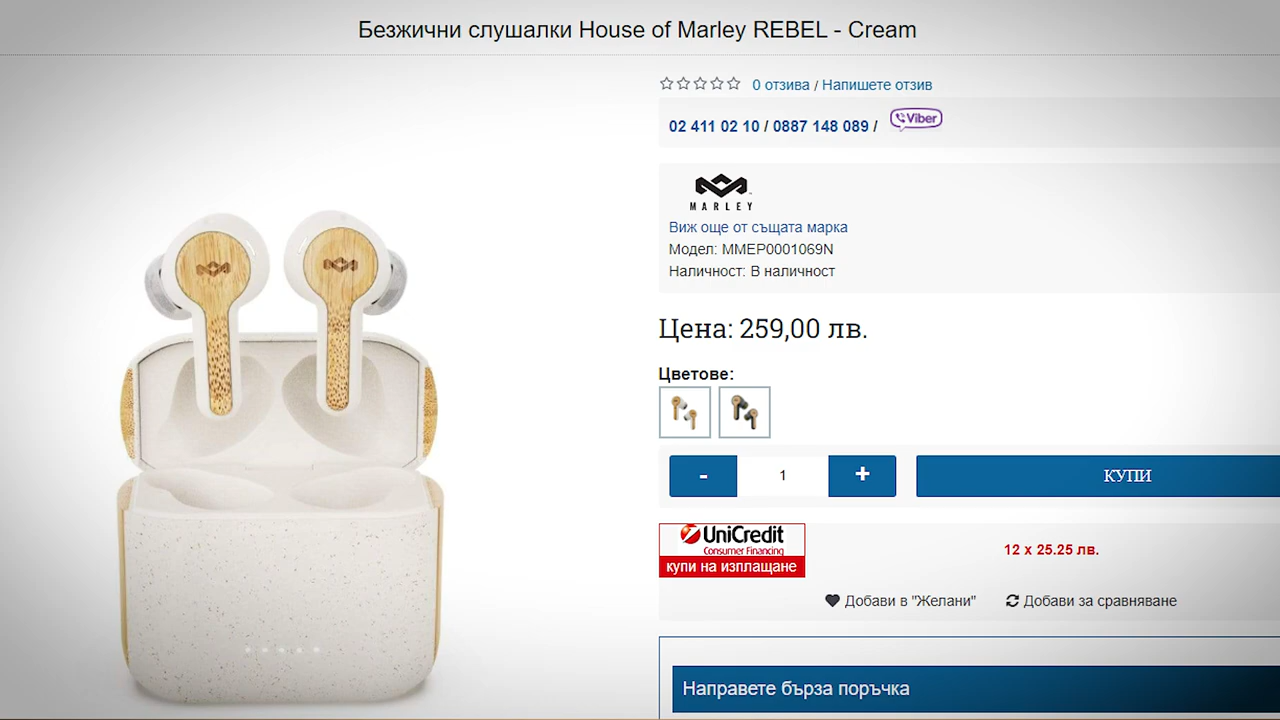 Безжични слушалки House of Marley REBEL - Cream
0 отзива / Напишете отзив
02 411 02 10 / 0887 148 089 / Viber
MARLEY
Виж още от същата марка
Модел: MMEP0001069N
Наличност: В наличност
Цена: 259,00 лв.
Цветове:
- 1 + КУПИ
UniCredit
Consumer Financing
купи на изплащане
12 x 25.25 лв.
Добави в "Желани" Добави за сравняване
Направете бърза поръчка